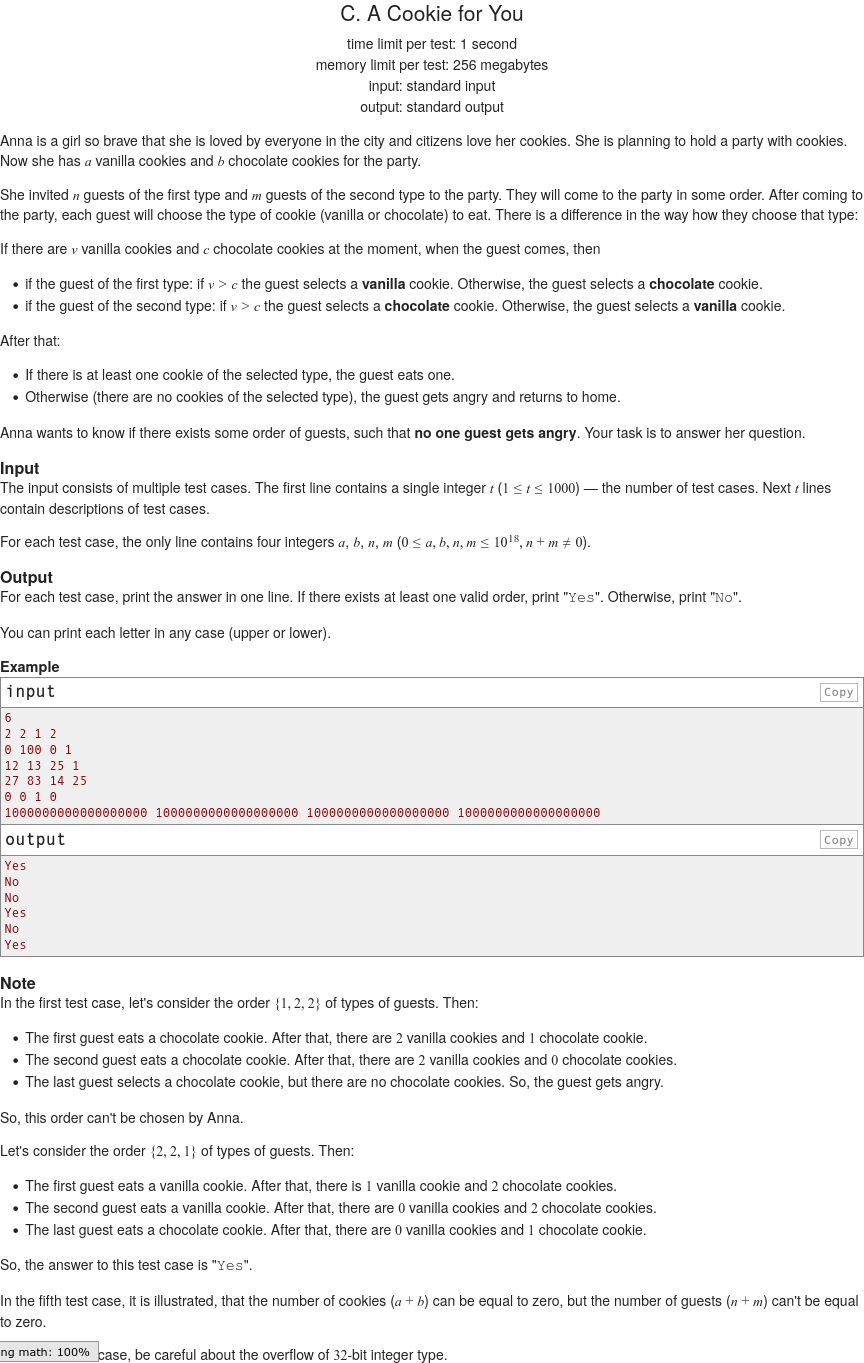 C. A Cookie for You
time limit per test: 1 second
memory limit per test: 256 megabytes
input: standard input
output: standard output
Anna is a girl so brave that she is loved by everyone in the city and citizens love her cookies. She is planning to hold a party with cookies.
Now she has a vanilla cookies and b chocolate cookies for the party.
She invited n guests of the first type and m guests of the second type to the party. They will come to the party in some order. After coming to
the party, each guest will choose the type of cookie (vanilla or chocolate) to eat. There is a difference in the way how they choose that type:
If there are v vanilla cookies and c chocolate cookies at the moment, when the guest comes, then
• if the guest of the first type: if v > c the guest selects a vanilla cookie. Otherwise, the guest selects a chocolate cookie.
• if the guest of the second type: if v > c the guest selects a chocolate cookie. Otherwise, the guest selects a vanilla cookie.
After that:
• If there is at least one cookie of the selected type, the guest eats one.
• Otherwise (there are no cookies of the selected type), the guest gets angry and returns to home.
Anna wants to know if there exists some order of guests, such that no one guest gets angry. Your task is to answer her question.
Input
The input consists of multiple test cases. The first line contains a single integer t (1 ≤ t ≤ 1000) — the number of test cases. Next t lines
contain descriptions of test cases.
For each test case, the only line contains four integers a, b, n, m (0 ≤ a, b, n, m ≤ 10^18, n + m ≠ 0).
Output
For each test case, print the answer in one line. If there exists at least one valid order, print "Yes". Otherwise, print "No".
You can print each letter in any case (upper or lower).
Example
input Copy
6
2 2 1 2
0 100 0 1
12 13 25 1
27 83 14 25
0 0 1 0
1000000000000000000 1000000000000000000 1000000000000000000 1000000000000000000
output Copy
Yes
No
No
Yes
No
Yes
Note
In the first test case, let's consider the order {1, 2, 2} of types of guests. Then:
• The first guest eats a chocolate cookie. After that, there are 2 vanilla cookies and 1 chocolate cookie.
• The second guest eats a chocolate cookie. After that, there are 2 vanilla cookies and 0 chocolate cookies.
• The last guest selects a chocolate cookie, but there are no chocolate cookies. So, the guest gets angry.
So, this order can't be chosen by Anna.
Let's consider the order {2, 2, 1} of types of guests. Then:
• The first guest eats a vanilla cookie. After that, there is 1 vanilla cookie and 2 chocolate cookies.
• The second guest eats a vanilla cookie. After that, there are 0 vanilla cookies and 2 chocolate cookies.
• The last guest eats a chocolate cookie. After that, there are 0 vanilla cookies and 1 chocolate cookie.
So, the answer to this test case is "Yes".
In the fifth test case, it is illustrated, that the number of cookies (a + b) can be equal to zero, but the number of guests (n + m) can't be equal
to zero.
ng math: 100% case, be careful about the overflow of 32-bit integer type.